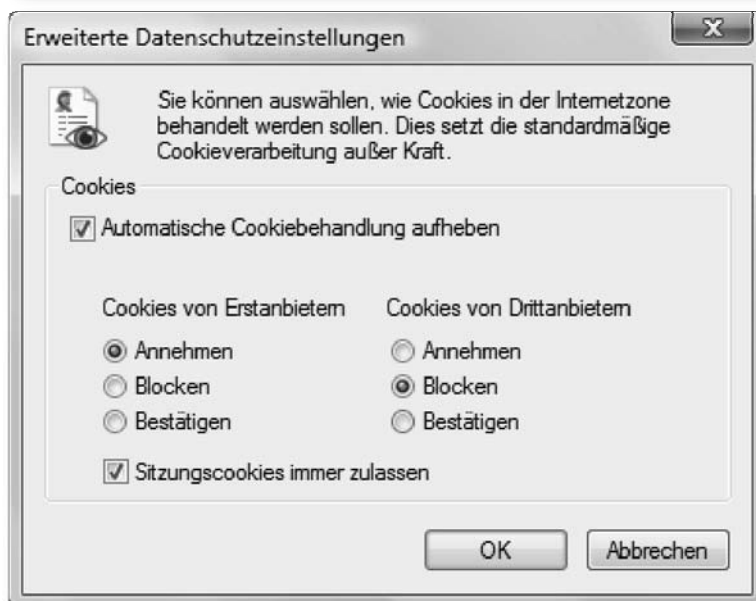 Erweiterte Datenschutzeinstellungen
Sie können auswählen, wie Cookies in der Internetzone
behandelt werden sollen. Dies setzt die standardmäßige
Cookieverarbeitung außer Kraft.
Cookies
Automatische Cookiebehandlung aufheben
Cookies von Erstanbietern
Annehmen
Blocken
Bestätigen
Cookies von Drittanbietern
Annehmen
Blocken
Bestätigen
Sitzungscookies immer zulassen
OK
Abbrechen